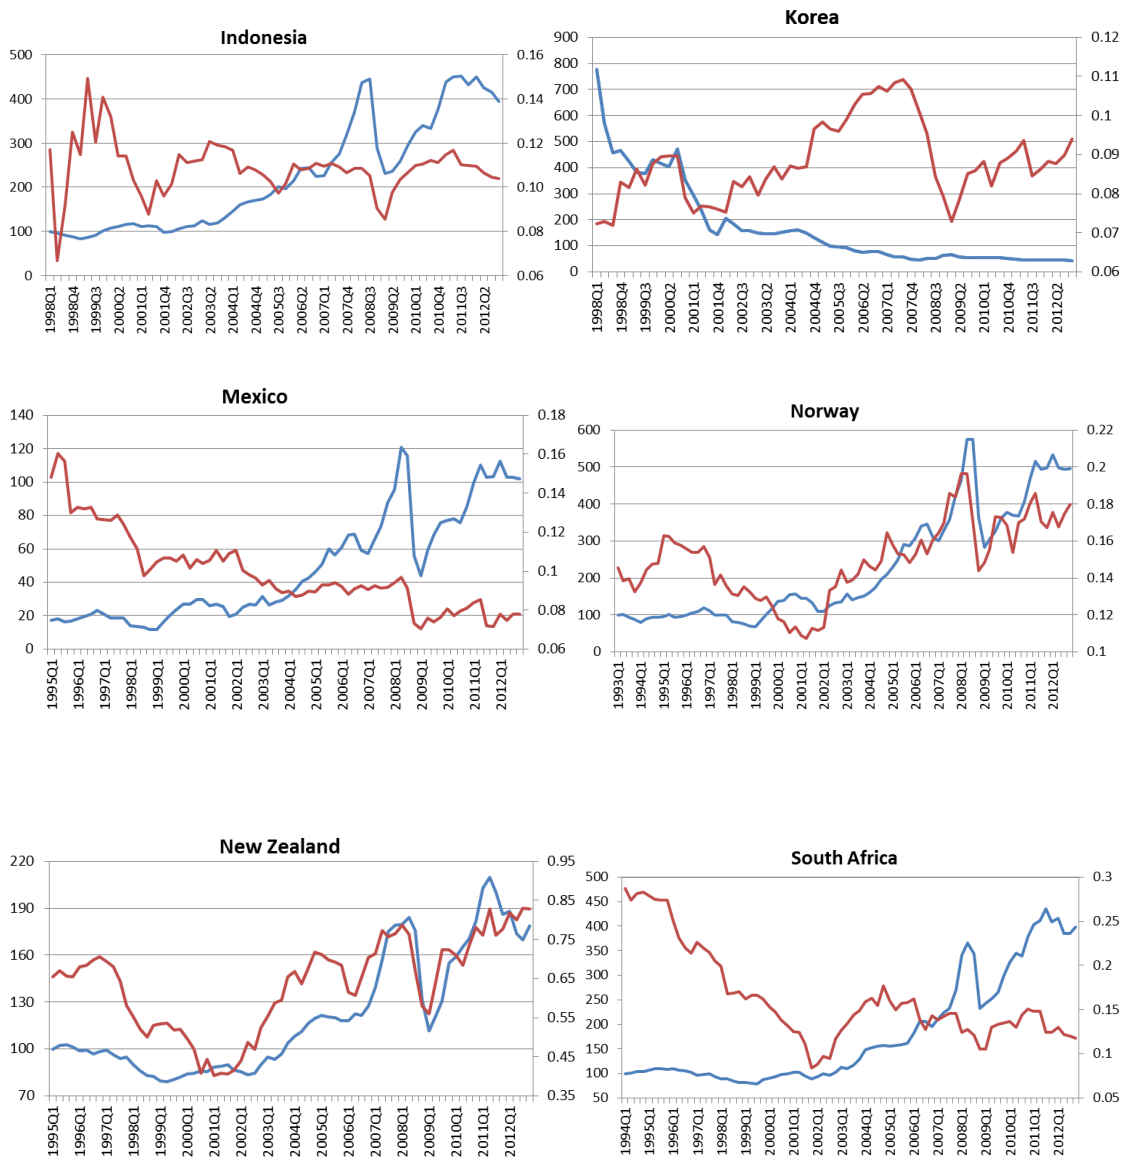 Indonesia
500
400
300
200
100
0
0.16
0.14
0.12
0.10
0.08
0.06
1998Q1
1998Q4
1999Q3
2000Q2
2001Q1
2001Q4
2002Q3
2003Q2
2004Q1
2004Q4
2005Q3
2006Q2
2007Q1
2007Q4
2008Q3
2009Q2
2010Q1
2010Q4
2011Q3
2012Q2
Korea
900
800
700
600
500
400
300
200
100
0
0.12
0.11
0.1
0.09
0.08
0.07
0.06
1998Q1
1998Q4
1999Q3
2000Q2
2001Q1
2001Q4
2002Q3
2003Q2
2004Q1
2004Q4
2005Q3
2006Q2
2007Q1
2007Q4
2008Q3
2009Q2
2010Q1
2010Q4
2011Q3
2012Q2
Mexico
140
120
100
80
60
40
20
0
0.18
0.16
0.14
0.12
0.1
0.08
0.06
1995Q1
1996Q1
1997Q1
1998Q1
1999Q1
2000Q1
2001Q1
2002Q1
2003Q1
2004Q1
2005Q1
2006Q1
2007Q1
2008Q1
2009Q1
2010Q1
2011Q1
2012Q1
Norway
600
500
400
300
200
100
0
0.22
0.2
0.18
0.16
0.14
0.12
0.1
1993Q1
1994Q1
1995Q1
1996Q1
1997Q1
1998Q1
1999Q1
2000Q1
2001Q1
2002Q1
2003Q1
2004Q1
2005Q1
2006Q1
2007Q1
2008Q1
2009Q1
2010Q1
2011Q1
2012Q1
New Zealand
220
190
160
130
100
70
0.95
0.85
0.75
0.65
0.55
0.45
0.35
1995Q1
1996Q1
1997Q1
1998Q1
1999Q1
2000Q1
2001Q1
2002Q1
2003Q1
2004Q1
2005Q1
2006Q1
2007Q1
2008Q1
2009Q1
2010Q1
2011Q1
2012Q1
South Africa
500
450
400
350
300
250
200
150
100
50
0.3
0.25
0.2
0.15
0.1
0.05
1994Q1
1995Q1
1996Q1
1997Q1
1998Q1
1999Q1
2000Q1
2001Q1
2002Q1
2003Q1
2004Q1
2005Q1
2006Q1
2007Q1
2008Q1
2009Q1
2010Q1
2011Q1
2012Q1